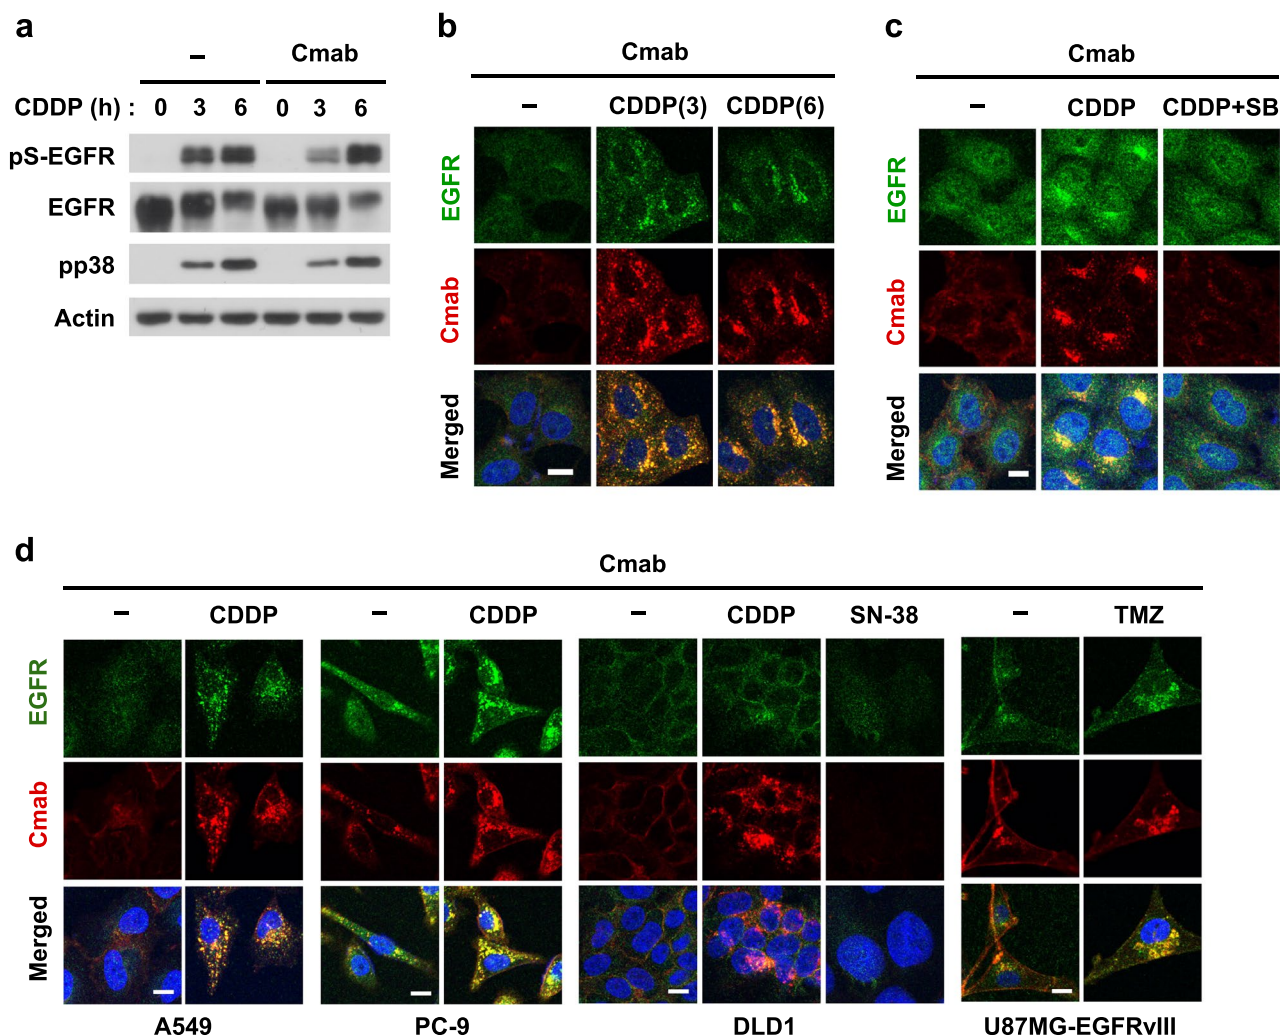 a
– Cmab
CDDP (h) : 0 3 6 0 3 6
pS-EGFR
EGFR
pp38
Actin
b
Cmab
– CDDP(3) CDDP(6)
EGFR
Cmab
Merged
c
Cmab
– CDDP CDDP+SB
EGFR
Cmab
Merged
d
Cmab
– CDDP – CDDP – CDDP SN-38 – TMZ
EGFR
Cmab
Merged
A549 PC-9 DLD1 U87MG-EGFRvIII